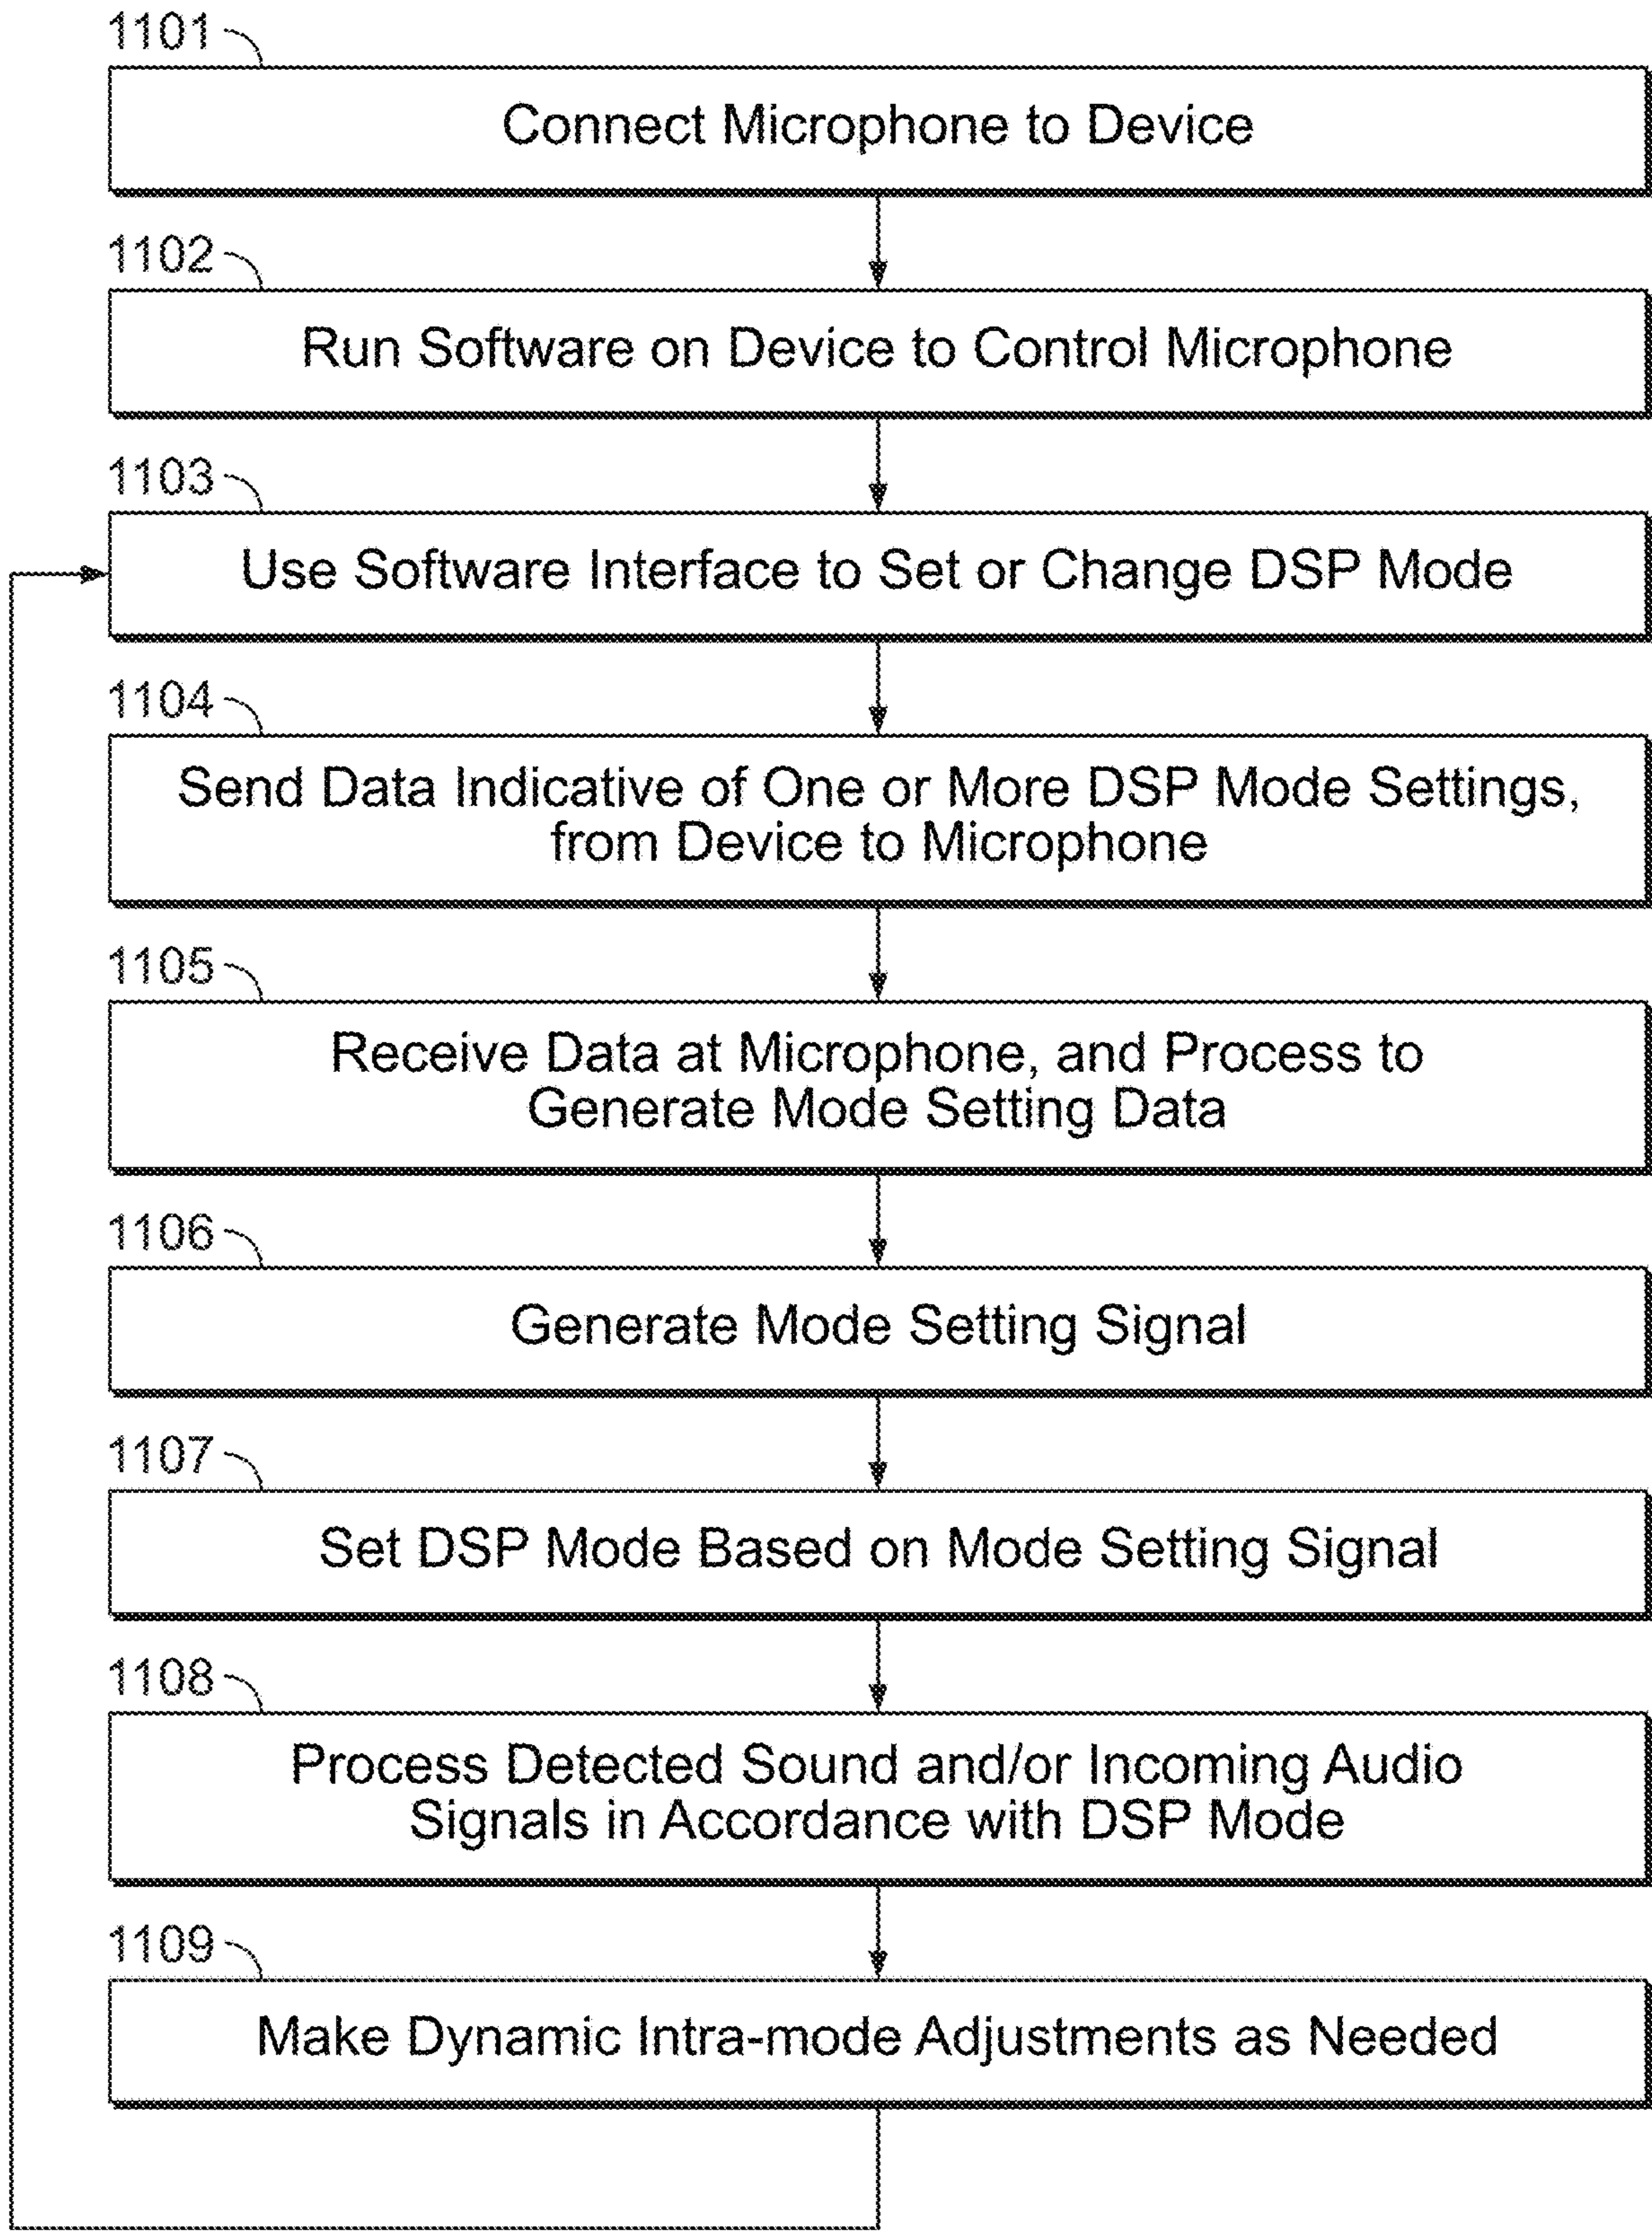 1101
Connect Microphone to Device
1102
Run Software on Device to Control Microphone
1103
Use Software Interface to Set or Change DSP Mode
1104
Send Data Indicative of One or More DSP Mode Settings,
from Device to Microphone
1105
Receive Data at Microphone, and Process to
Generate Mode Setting Data
1106
Generate Mode Setting Signal
1107
Set DSP Mode Based on Mode Setting Signal
1108
Process Detected Sound and/or Incoming Audio
Signals in Accordance with DSP Mode
1109
Make Dynamic Intra-mode Adjustments as Needed